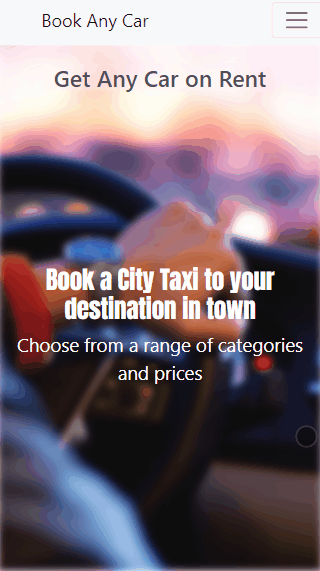 Book Any Car
Get Any Car on Rent
Book a City Taxi to your
destination in town
Choose from a range of categories
and prices